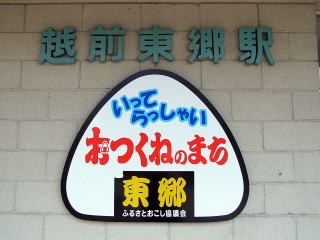 越前東郷駅
いって
らっしゃい
おつくねのまち
東郷
ふるさとおこし協議会